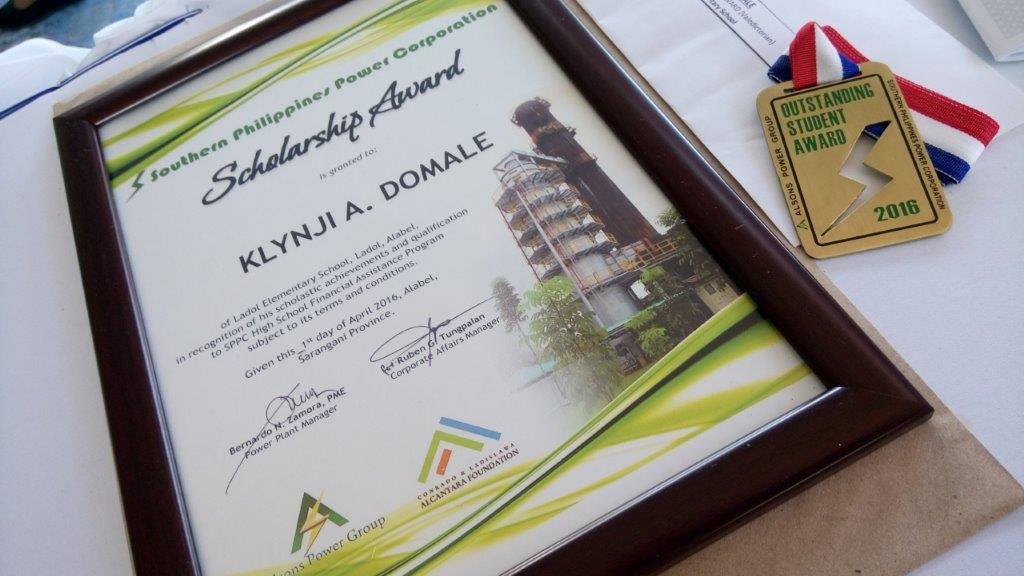 Southern Philippines Power Corporation
Scholarship Award
is granted to:
KLYNJI A. DOMALE
of Ladol Elementary School, Ladol, Alabel,
in recognition of his scholastic achievements and qualification
to SPPC High School Financial Assistance Program
subject to its terms and conditions.
Given this 1st day of April 2016, Alabel,
Sarangani Province.
Bernardo N. Zamora, PAE
Power Plant Manager
Ruben G. Tungpalan
Corporate Affairs Manager
Power Group
CONRADO & LADISLAWA
ALCANTARA FOUNDATION
OUTSTANDING
STUDENT
AWARD
2016
ALSONS POWER GROUP
PHILIPPINES POWER CORPORATION
(Valedictorian)
School